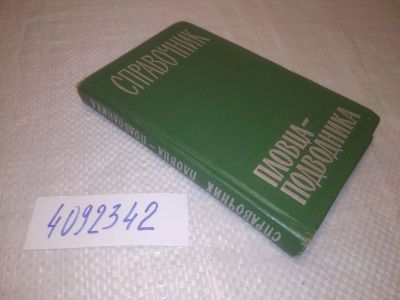 СПРАВОЧНИК
ПЛОВЦА-
ПОДВОДНИКА
СПРАВОЧНИК ПЛОВЦА - ПОДВОДНИКА
4092342